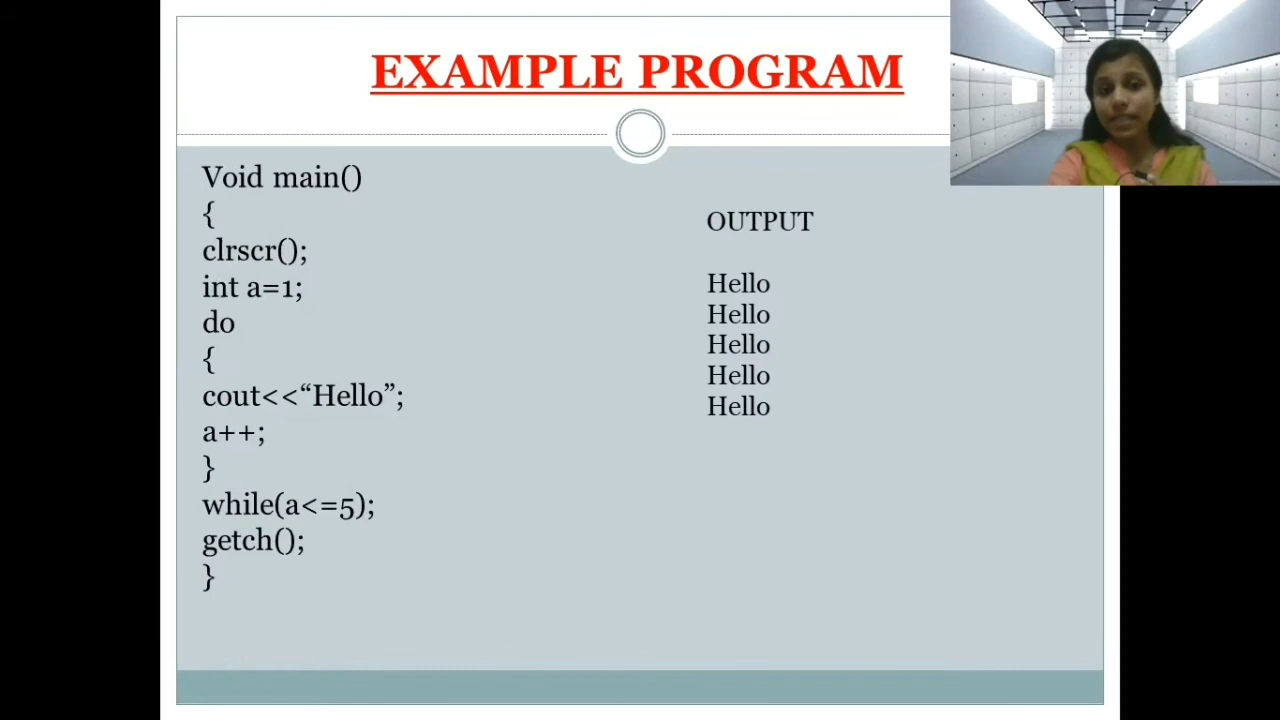 EXAMPLE PROGRAM
Void main()
{
clrscr();
int a=1;
do
{
cout<<“Hello”;
a++;
}
while(a<=5);
getch();
}
OUTPUT
Hello
Hello
Hello
Hello
Hello